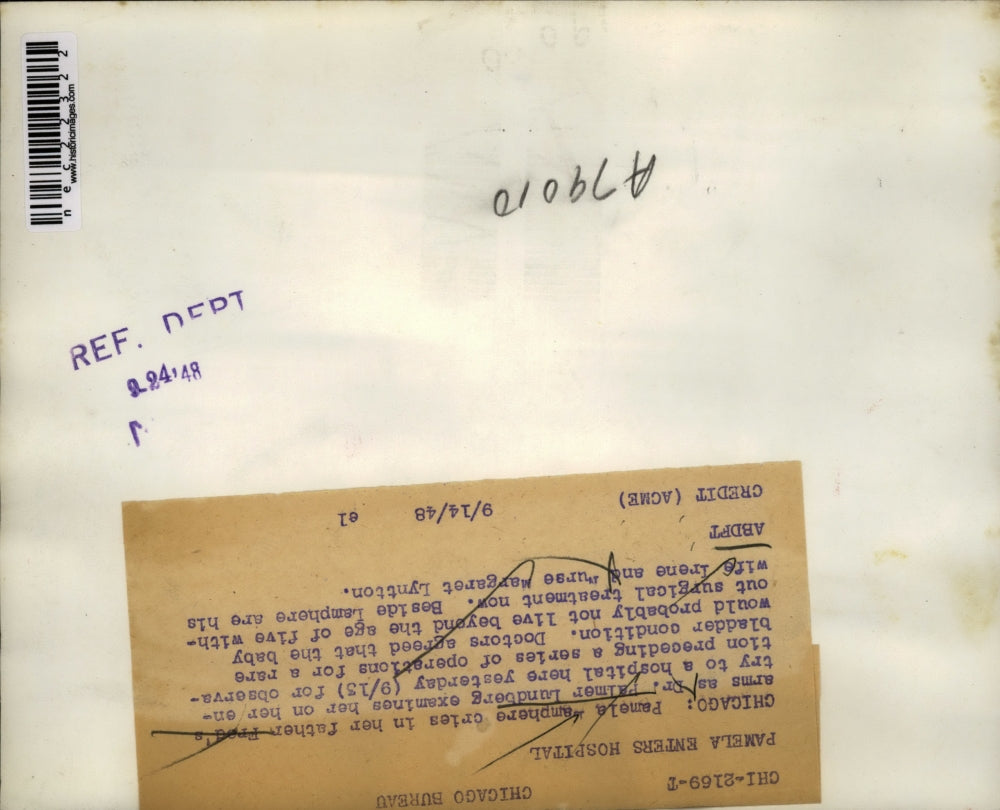 nec22322
www.historicimages.com
A79010
REF. DEPT
9-24'48
CHI-2169-T CHICAGO BUREAU
PAMELA ENTERS HOSPITAL
CHICAGO: Pamela Lamphere cries in her father Fred's
arms as Dr. Palmer Lundberg examines her on her en-
try to a hospital here yesterday (9/13) for observa-
tion preceding a series of operations for a rare
bladder condition. Doctors agreed that the baby
would probably not live beyond the age of five with-
out surgical treatment now. Beside Lamphere are his
wife Irene and Nurse Margaret Lyntton.
ABDFT
CREDIT (ACME) 9/14/48 el